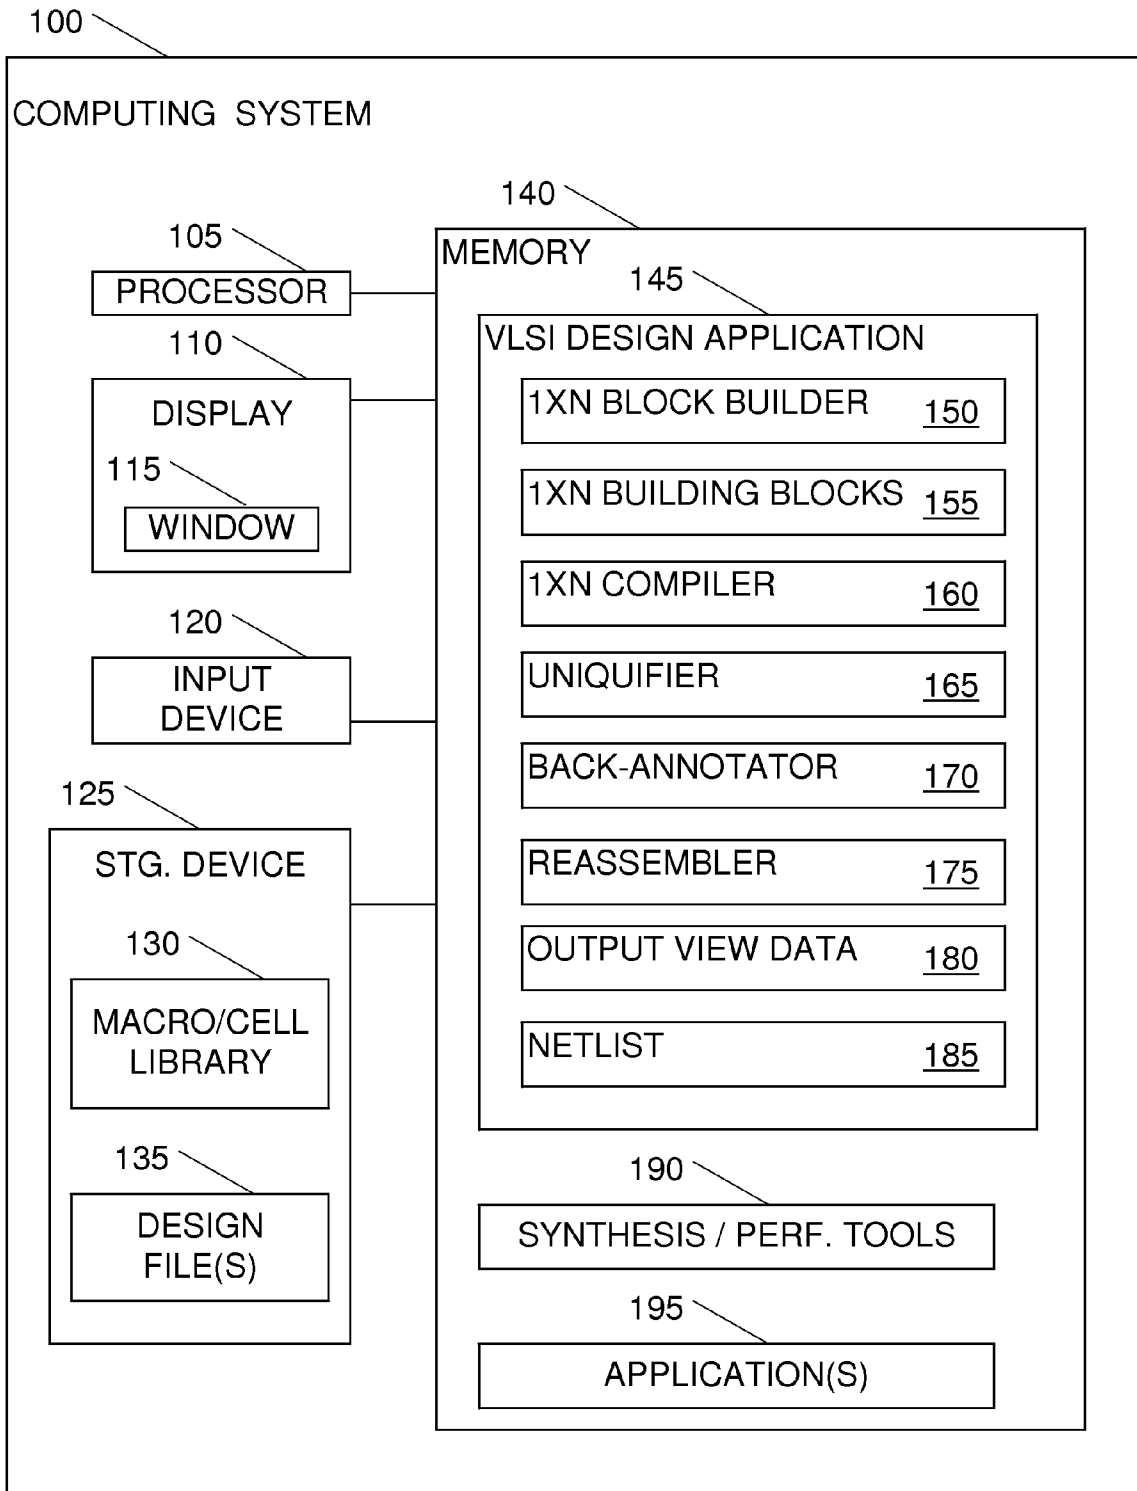 100
COMPUTING SYSTEM
105
PROCESSOR
110
DISPLAY
115
WINDOW
120
INPUT
DEVICE
125
STG. DEVICE
130
MACRO/CELL
LIBRARY
135
DESIGN
FILE(S)
140
MEMORY
145
VLSI DESIGN APPLICATION
1XN BLOCK BUILDER 150
1XN BUILDING BLOCKS 155
1XN COMPILER 160
UNIQUIFIER 165
BACK-ANNOTATOR 170
REASSEMBLER 175
OUTPUT VIEW DATA 180
NETLIST 185
190
SYNTHESIS / PERF. TOOLS
195
APPLICATION(S)